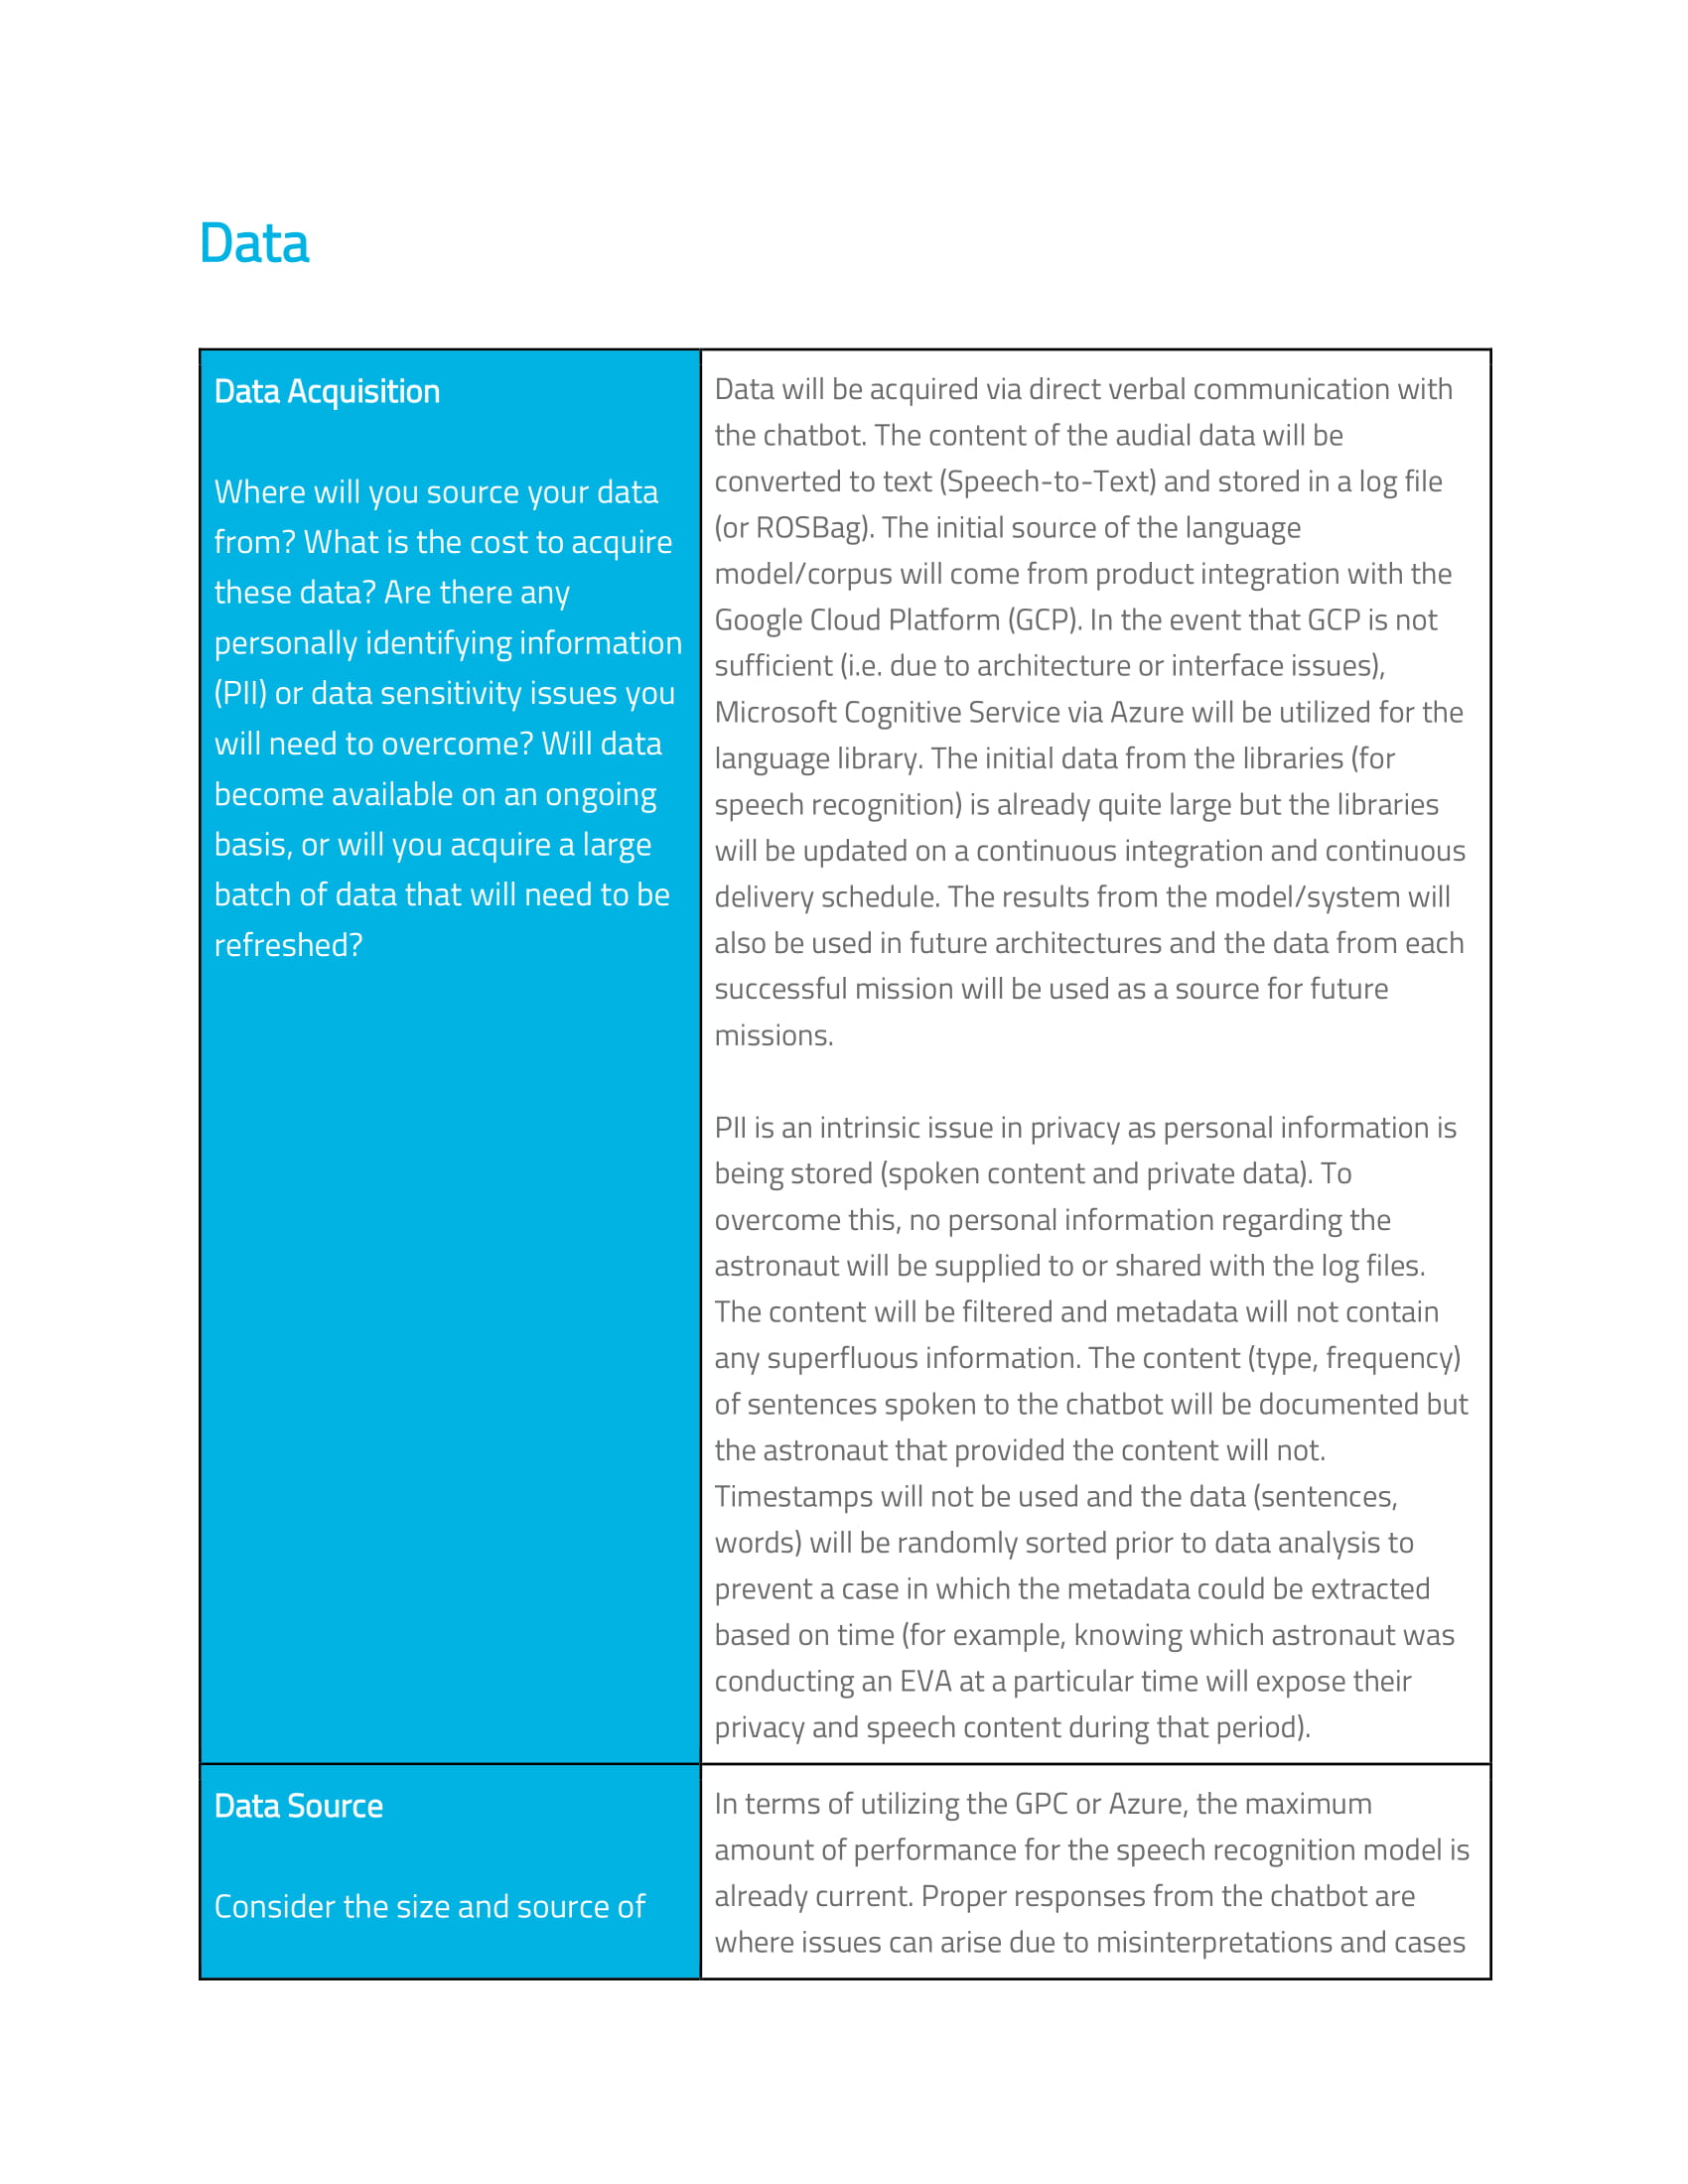 Data
Data Acquisition
Where will you source your data
from? What is the cost to acquire
these data? Are there any
personally identifying information
(PII) or data sensitivity issues you
will need to overcome? Will data
become available on an ongoing
basis, or will you acquire a large
batch of data that will need to be
refreshed?
Data will be acquired via direct verbal communication with
the chatbot. The content of the audial data will be
converted to text (Speech-to-Text) and stored in a log file
(or ROSBag). The initial source of the language
model/corpus will come from product integration with the
Google Cloud Platform (GCP). In the event that GCP is not
sufficient (i.e. due to architecture or interface issues),
Microsoft Cognitive Service via Azure will be utilized for the
language library. The initial data from the libraries (for
speech recognition) is already quite large but the libraries
will be updated on a continuous integration and continuous
delivery schedule. The results from the model/system will
also be used in future architectures and the data from each
successful mission will be used as a source for future
missions.
PII is an intrinsic issue in privacy as personal information is
being stored (spoken content and private data). To
overcome this, no personal information regarding the
astronaut will be supplied to or shared with the log files.
The content will be filtered and metadata will not contain
any superfluous information. The content (type, frequency)
of sentences spoken to the chatbot will be documented but
the astronaut that provided the content will not.
Timestamps will not be used and the data (sentences,
words) will be randomly sorted prior to data analysis to
prevent a case in which the metadata could be extracted
based on time (for example, knowing which astronaut was
conducting an EVA at a particular time will expose their
privacy and speech content during that period).
Data Source
Consider the size and source of
In terms of utilizing the GPC or Azure, the maximum
amount of performance for the speech recognition model is
already current. Proper responses from the chatbot are
where issues can arise due to misinterpretations and cases